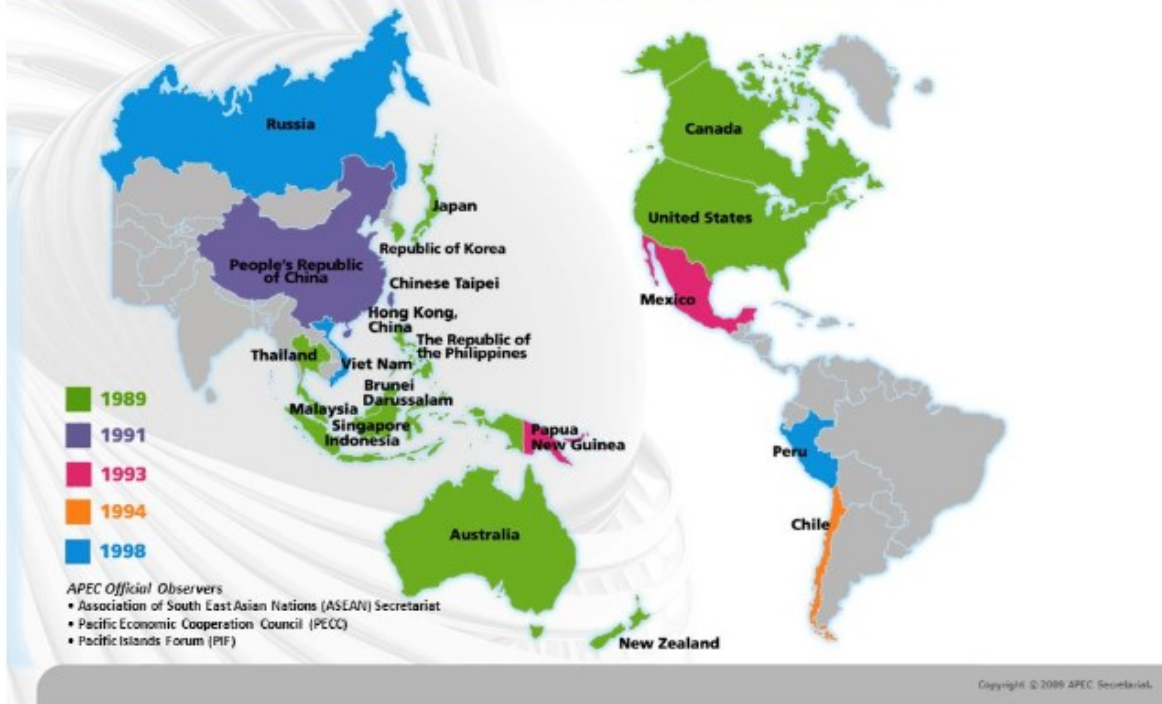 Russia
Canada
Japan
United States
Republic of Korea
People's Republic
of China
Chinese Taipei
Mexico
Hong Kong,
China
The Republic of
the Philippines
Thailand
Viet Nam
Brunei
Darussalam
Malaysia
Singapore
Indonesia
Papua
New Guinea
Peru
Chile
Australia
New Zealand
1989
1991
1993
1994
1998
APEC Official Observers
• Association of South East Asian Nations (ASEAN) Secretariat
• Pacific Economic Cooperation Council (PECC)
• Pacific Islands Forum (PIF)
Copyright © 2009 APEC Secretariat.